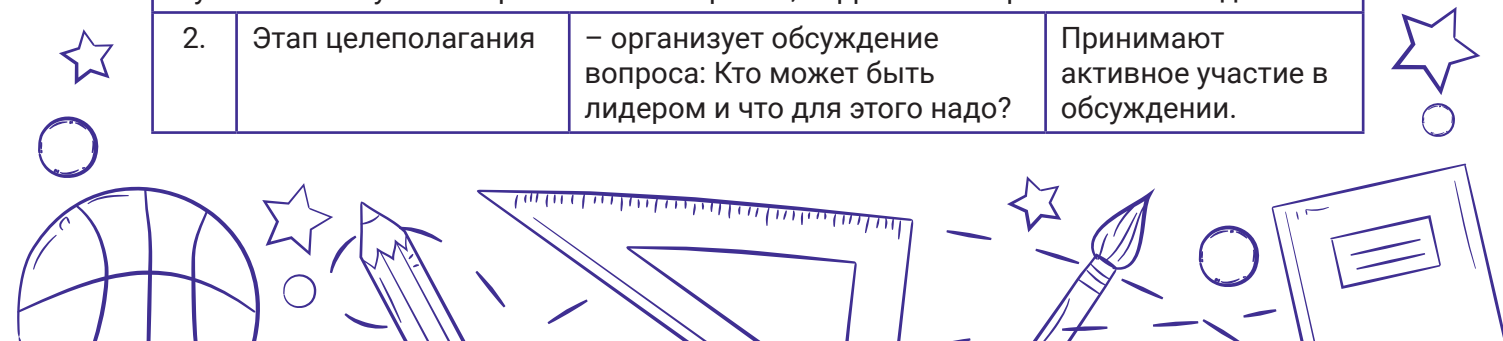 2. Этап целеполагания – организует обсуждение Принимают
вопроса: Кто может быть активное участие в
лидером и что для этого надо? обсуждении.